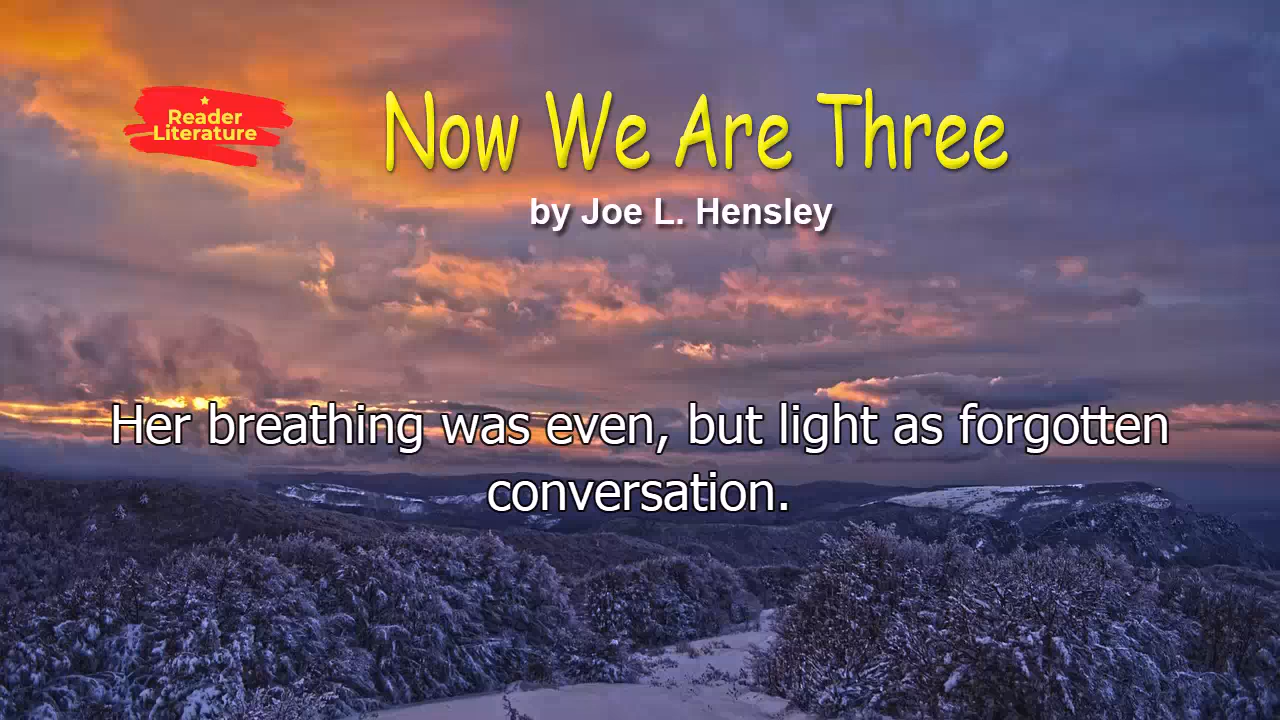 Reader
Literature
Now We Are Three
by Joe L. Hensley
Her breathing was even, but light as forgotten
conversation.